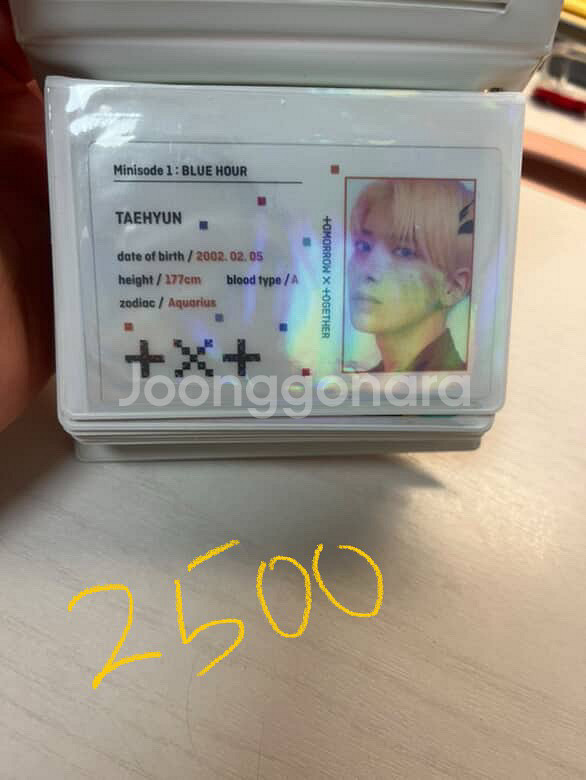 Minisode 1 : BLUE HOUR
TAEHYUN
date of birth / 2002. 02. 05
height / 177cm blood type / A
zodiac / Aquarius
TOMORROW X TOGETHER
Joonggonara
2500